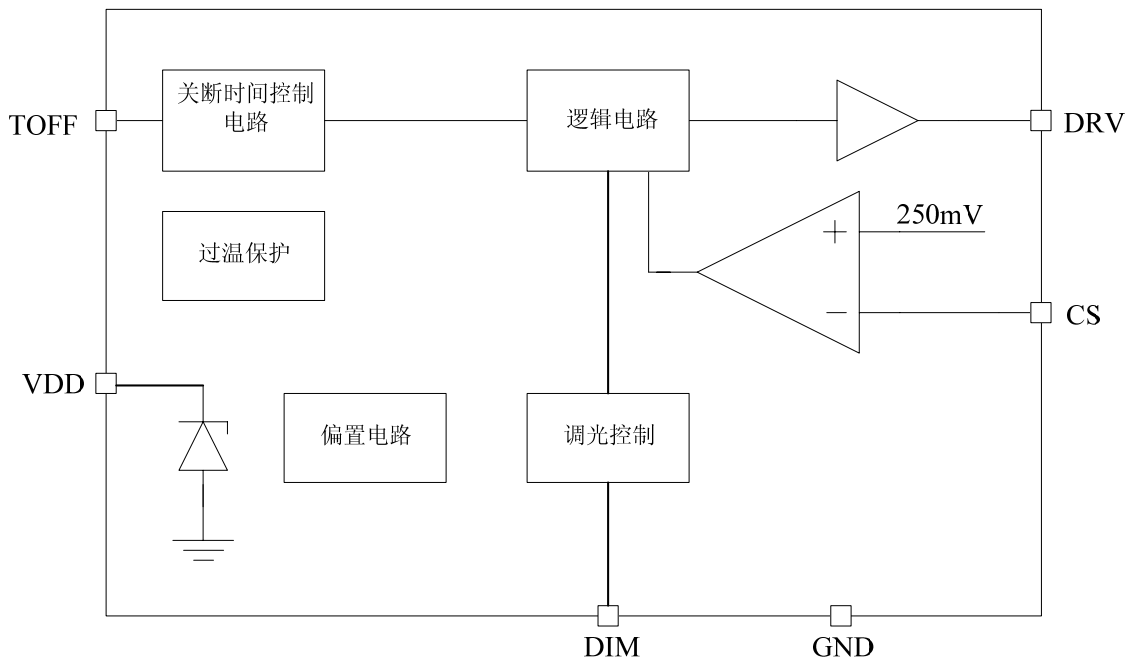 关断时间控制
电路
逻辑电路
TOFF
DRV
过温保护
250mV
+
−
CS
VDD
偏置电路
调光控制
DIM
GND